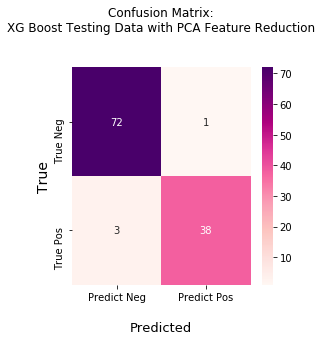 Confusion Matrix:
XG Boost Testing Data with PCA Feature Reduction
True
True Neg
72
1
True Pos
3
38
Predict Neg
Predict Pos
Predicted
70
60
50
40
30
20
10